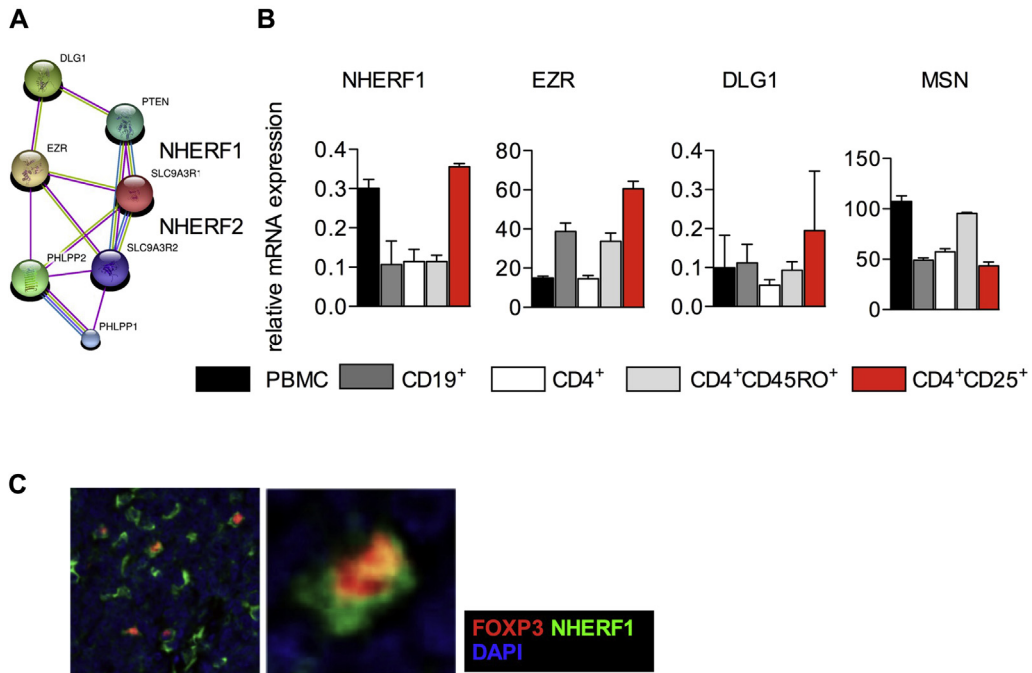 A
DLG1
PTEN
NHERF1
EZR
SLC9A3R1
NHERF2
SLC9A3R2
PHLPP2
PHLPP1
B
NHERF1 EZR DLG1 MSN
relative mRNA expression
0.4
0.3
0.2
0.1
0.0
80
60
40
20
0
0.4
0.3
0.2
0.1
0.0
150
100
50
0
PBMC CD19⁺ CD4⁺ CD4⁺CD45RO⁺ CD4⁺CD25⁺
C
FOXP3 NHERF1
DAPI